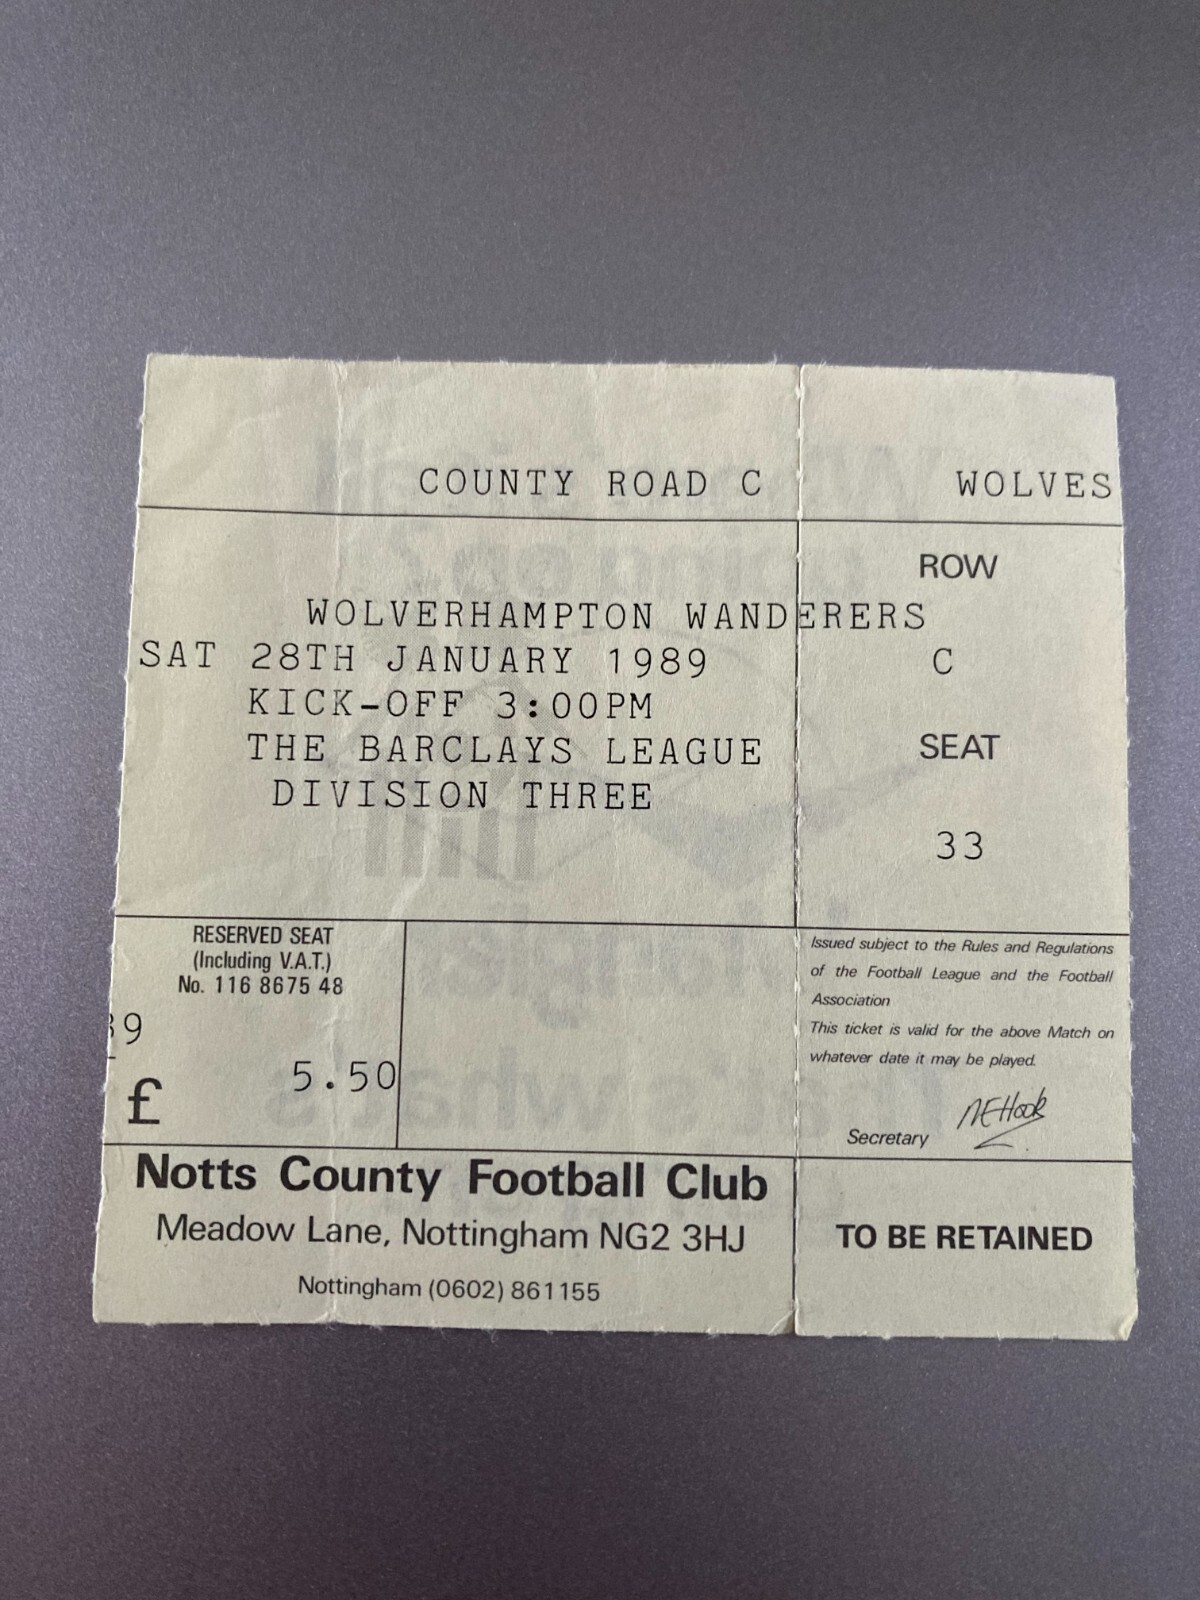 COUNTY ROAD C WOLVES
ROW
WOLVERHAMPTON WANDERERS
SAT 28TH JANUARY 1989 C
KICK-OFF 3:00PM
THE BARCLAYS LEAGUE SEAT
DIVISION THREE
33
RESERVED SEAT
(Including V.A.T.)
No. 116 8675 48
39
£ 5.50
Issued subject to the Rules and Regulations
of the Football League and the Football
Association
This ticket is valid for the above Match on
whatever date it may be played.
Secretary
Notts County Football Club
Meadow Lane, Nottingham NG2 3HJ
Nottingham (0602) 861155
TO BE RETAINED